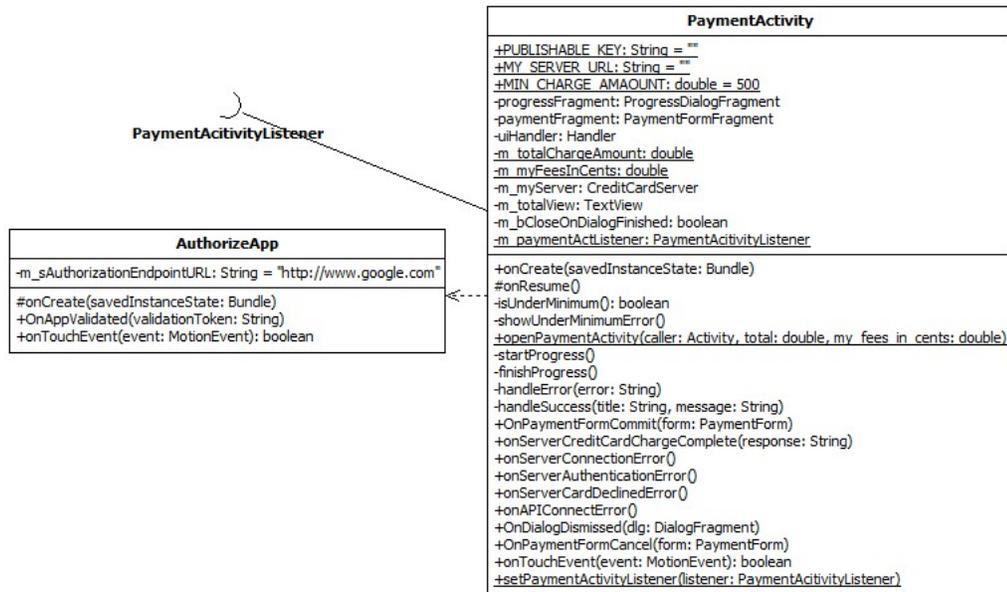 PaymentActivity
+PUBLISHABLE_KEY: String = ""
+MY_SERVER_URL: String = ""
+MIN_CHARGE_AMAOUNT: double = 500
-progressFragment: ProgressDialogFragment
-paymentFragment: PaymentFormFragment
-uiHandler: Handler
-m_totalChargeAmount: double
-m_myFeesInCents: double
-m_myServer: CreditCardServer
-m_totalView: TextView
-m_bCloseOnDialogFinished: boolean
-m_paymentActListener: PaymentAcitivityListener
+onCreate(savedInstanceState: Bundle)
#onResume()
-isUnderMinimum(): boolean
-showUnderMinimumError()
+openPaymentActivity(caller: Activity, total: double, my_fees_in_cents: double)
-startProgress()
-finishProgress()
-handleError(error: String)
-handleSuccess(title: String, message: String)
+OnPaymentFormCommit(form: PaymentForm)
+onServerCreditCardChargeComplete(response: String)
+onServerConnectionError()
+onServerAuthenticationError()
+onServerCardDeclinedError()
+onAPIConnectError()
+OnDialogDismissed(dlg: DialogFragment)
+OnPaymentFormCancel(form: PaymentForm)
+onTouchEvent(event: MotionEvent): boolean
+setPaymentActivityListener(listener: PaymentAcitivityListener)
PaymentAcitivityListener
AuthorizeApp
-m_sAuthorizationEndpointURL: String = "http://www.google.com"
#onCreate(savedInstanceState: Bundle)
+OnAppValidated(validationToken: String)
+onTouchEvent(event: MotionEvent): boolean